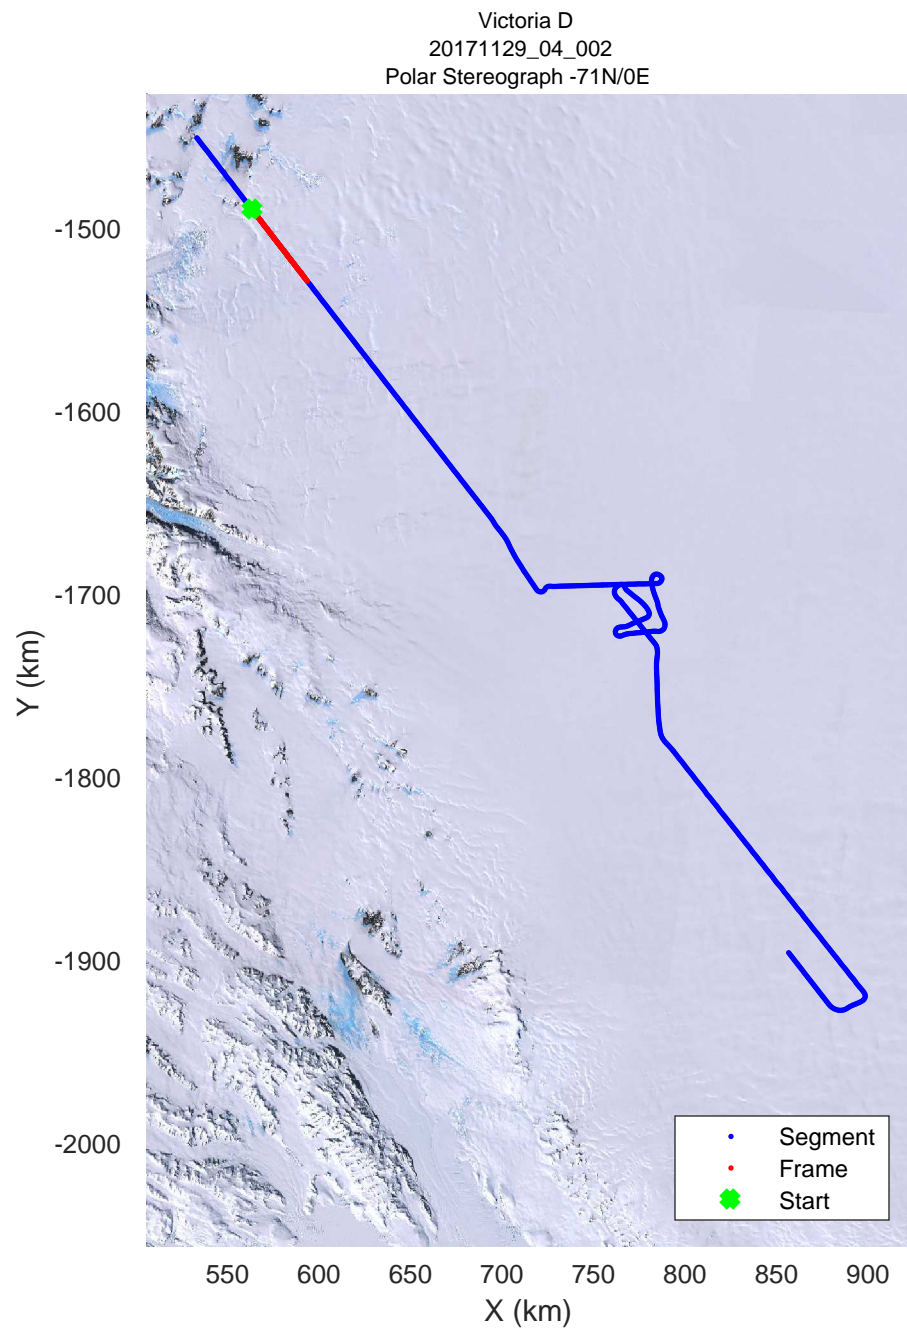 Victoria D
20171129_04_002
Polar Stereograph -71N/0E
-1500
-1600
-1700
-1800
-1900
-2000
Y (km)
Segment
Frame
Start
550 600 650 700 750 800 850 900
X (km)